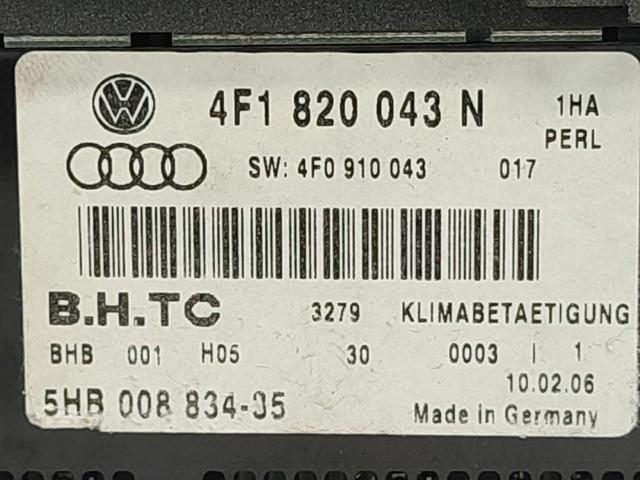 4F1 820 043 N 1HA
PERL
SW: 4F0 910 043 017
B.H.TC 3279 KLIMABETAETIGUNG
BHB 001 H05 30 0003 I 1
10.02.06
5HB 008 834-35
Made in Germany